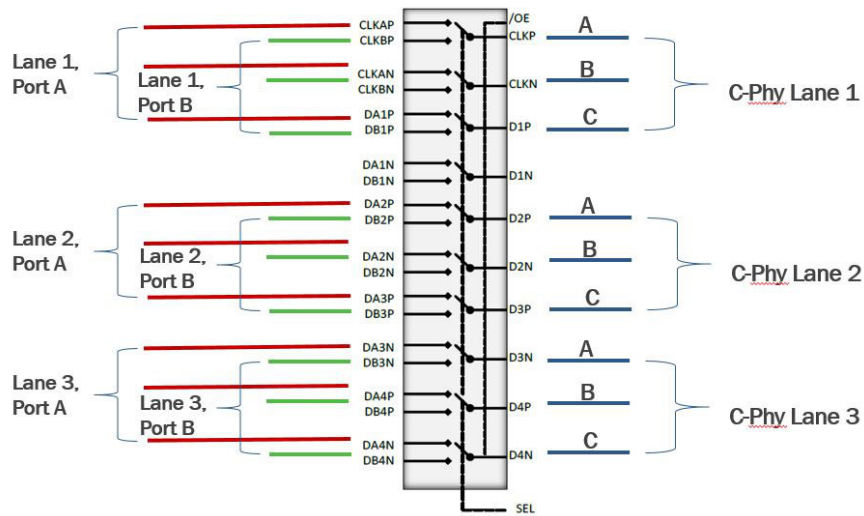 Lane 1,
Port A
Lane 1,
Port B
CLKAP
CLKBP
CLKAN
CLKBN
DA1P
DB1P
DA1N
DB1N
/OE
CLKP
CLKN
D1P
D1N
A
B
C
C-Phy Lane 1
Lane 2,
Port A
Lane 2,
Port B
DA2P
DB2P
DA2N
DB2N
DA3P
DB3P
D2P
D2N
D3P
A
B
C
C-Phy Lane 2
Lane 3,
Port A
Lane 3,
Port B
DA3N
DB3N
DA4P
DB4P
DA4N
DB4N
D3N
D4P
D4N
A
B
C
C-Phy Lane 3
SEL